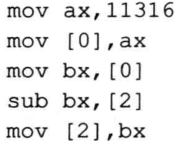 mov ax,11316
mov [0],ax
mov bx,[0]
sub bx,[2]
mov [2],bx